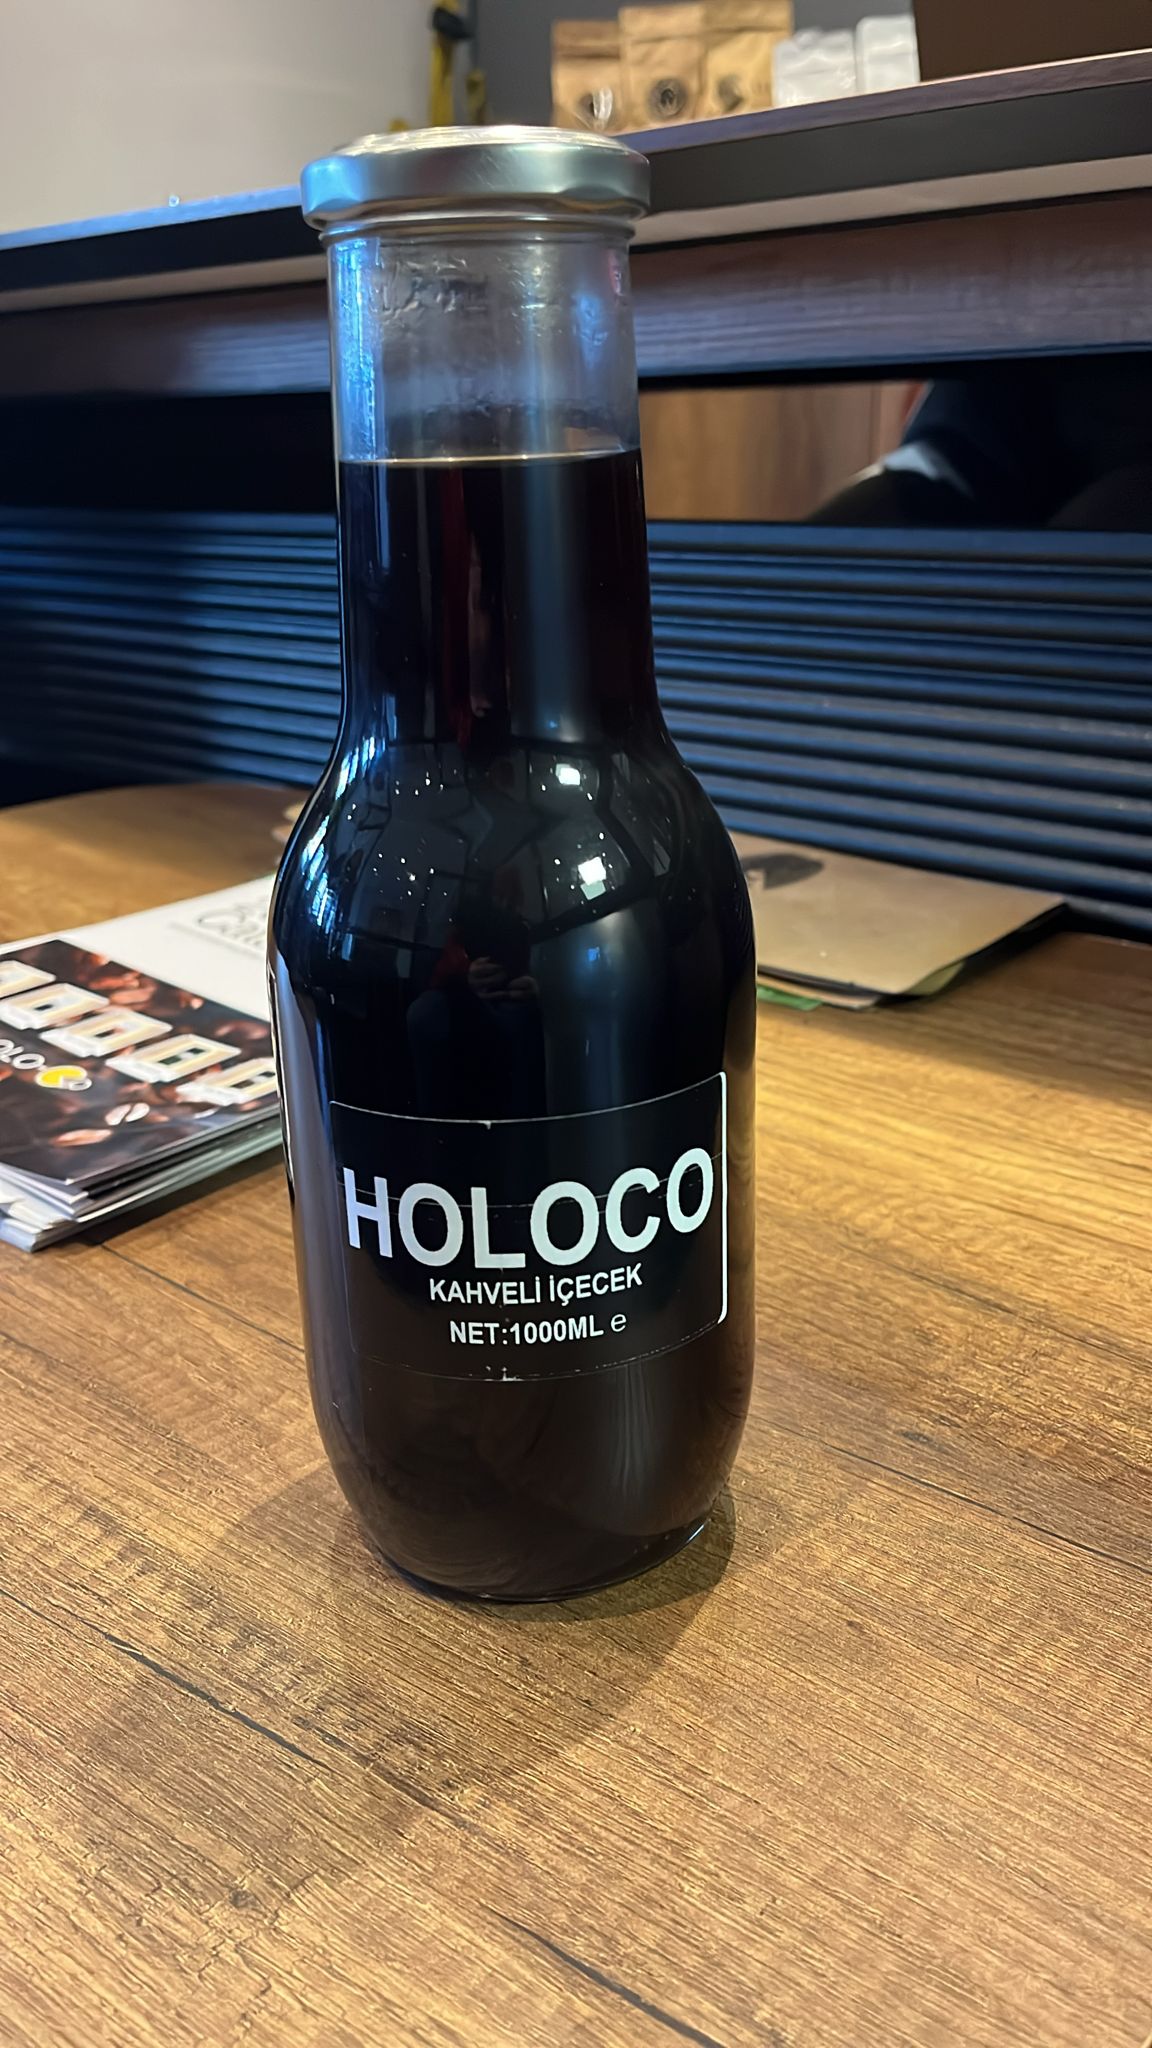 HOLOCO
KAHVELİ İÇECEK
NET:1000ML ℮